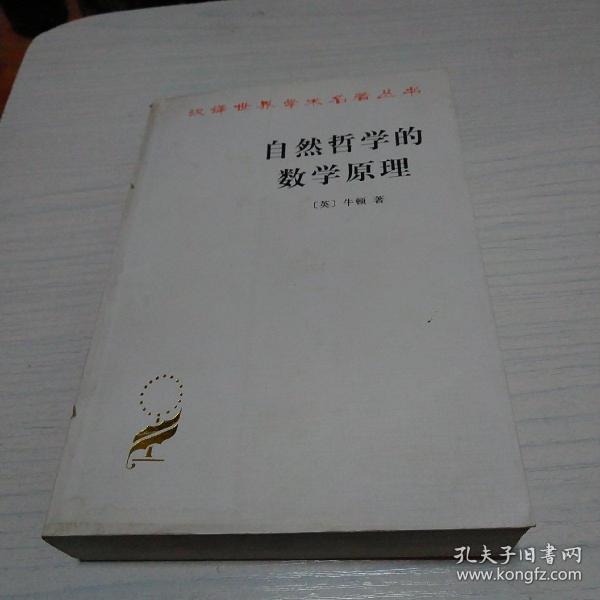 汉译世界学术名著丛书
自然哲学的
数学原理
〔英〕牛顿 著
孔夫子旧书网
www.kongfz.com